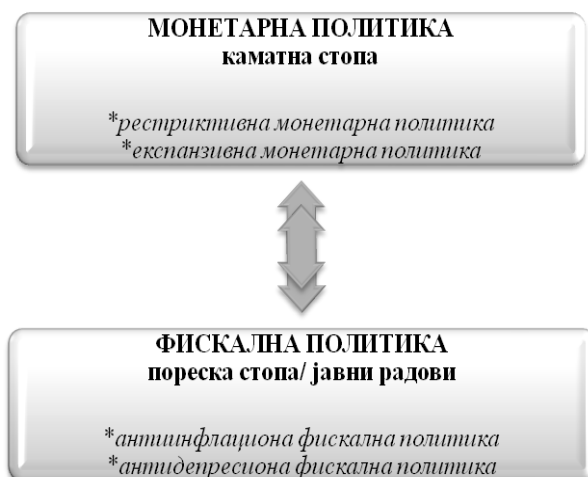 МОНЕТАРНА ПОЛИТИКА
каматна стопа
*рестриктивна монетарна политика
*експанзивна монетарна политика
ФИСКАЛНА ПОЛИТИКА
пореска стопа/ јавни радови
*антиинфлациона фискална политика
*антидепресиона фискална политика